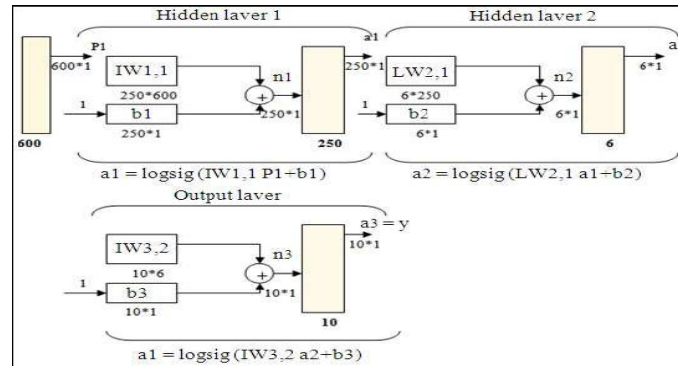 Hidden laver 1
Hidden laver 2
P1
600*1
IW1,1
250*600
1
b1
250*1
n1
+
250*1
a1
250*1
LW2,1
6*250
1
b2
6*1
n2
+
6*1
a
6*1
600
250
6
a1 = logsig(IW1,1 P1+b1)
a2 = logsig(LW2,1 a1+b2)
Output laver
IW3,2
10*6
1
b3
10*1
n3
+
10*1
a3 = y
10*1
10
a1 = logsig(IW3,2 a2+b3)